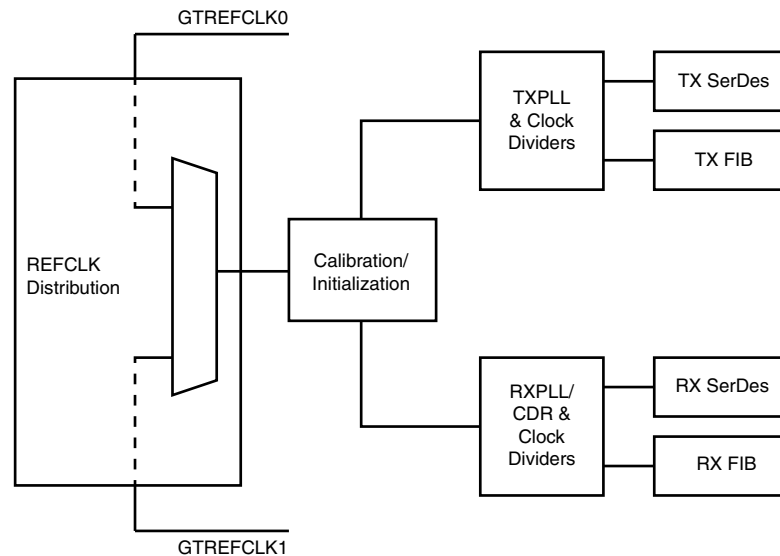 GTREFCLK0
REFCLK
Distribution
Calibration/
Initialization
TXPLL
& Clock
Dividers
TX SerDes
TX FIB
RXPLL/
CDR &
Clock
Dividers
RX SerDes
RX FIB
GTREFCLK1